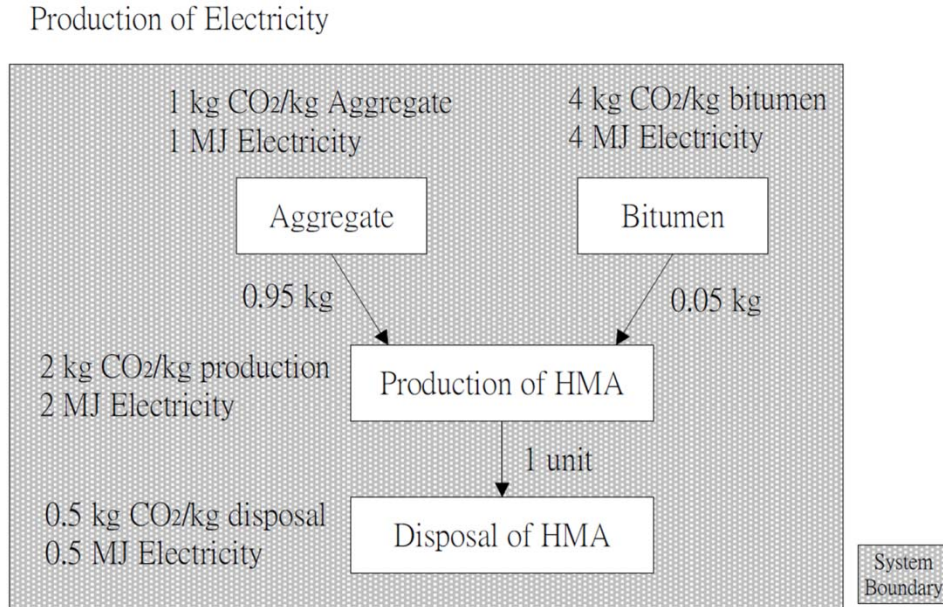 Production of Electricity
1 kg CO₂/kg Aggregate
1 MJ Electricity
4 kg CO₂/kg bitumen
4 MJ Electricity
Aggregate
Bitumen
0.95 kg
0.05 kg
2 kg CO₂/kg production
2 MJ Electricity
Production of HMA
1 unit
0.5 kg CO₂/kg disposal
0.5 MJ Electricity
Disposal of HMA
System
Boundary